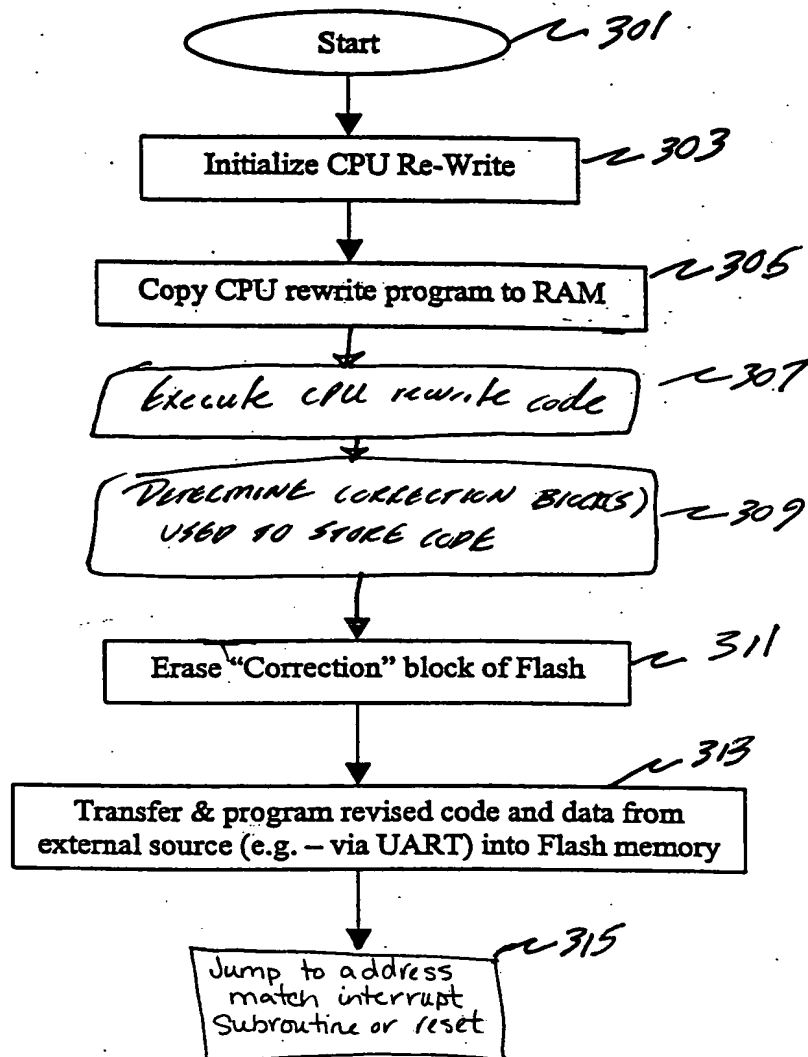 Start
301
Initialize CPU Re-Write
303
Copy CPU rewrite program to RAM
305
Execute CPU rewrite code
307
DETERMINE CORRECTION BLOCK(S)
USED TO STORE CODE
309
Erase “Correction” block of Flash
311
313
Transfer & program revised code and data from
external source (e.g. – via UART) into Flash memory
315
Jump to address
match interrupt
Subroutine or reset